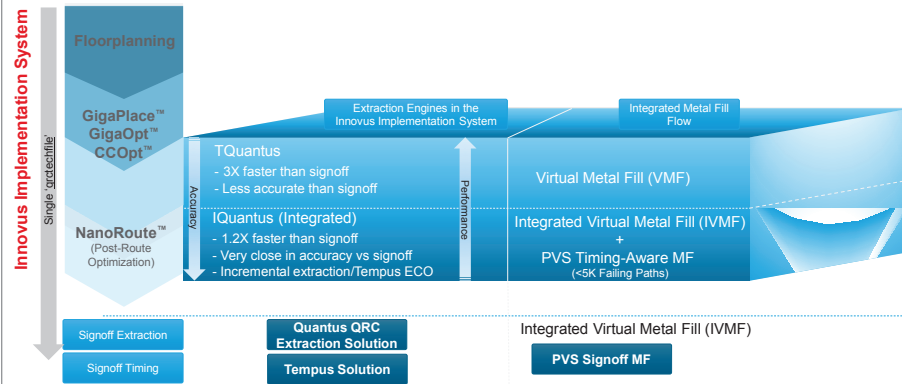 Innovus Implementation System
Single 'qrctechfile'
Floorplanning
GigaPlace™
GigaOpt™
CCOpt™
NanoRoute™
(Post-Route
Optimization)
Extraction Engines in the
Innovus Implementation System
Integrated Metal Fill
Flow
Accuracy
TQuantus
- 3X faster than signoff
- Less accurate than signoff
Performance
Virtual Metal Fill (VMF)
IQuantus (Integrated)
- 1.2X faster than signoff
- Very close in accuracy vs signoff
- Incremental extraction/Tempus ECO
Integrated Virtual Metal Fill (IVMF)
+
PVS Timing-Aware MF
(<5K Failing Paths)
Signoff Extraction
Quantus QRC
Extraction Solution
Integrated Virtual Metal Fill (IVMF)
Signoff Timing
Tempus Solution
PVS Signoff MF